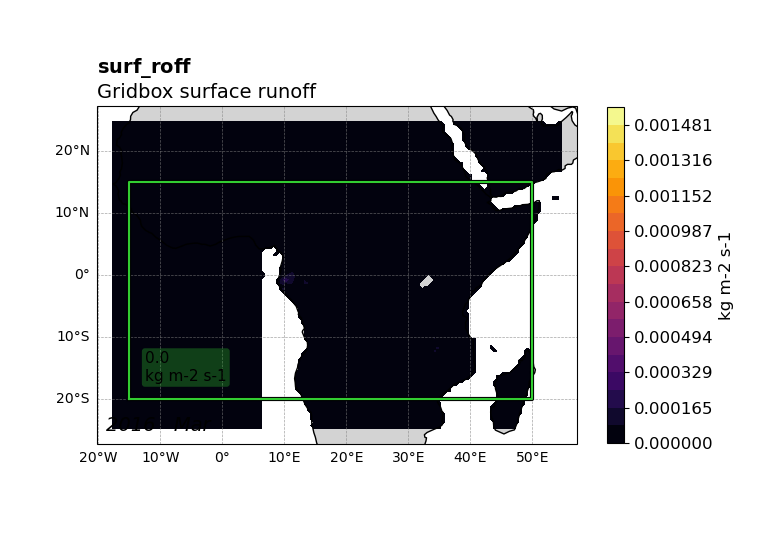 surf_roff
Gridbox surface runoff
20°N
10°N
0°
10°S
20°S
20°W
10°W
0°
10°E
20°E
30°E
40°E
50°E
0.0
kg m-2 s-1
0.001481
0.001316
0.001152
0.000987
0.000823
0.000658
0.000494
0.000329
0.000165
0.000000
kg m-2 s-1